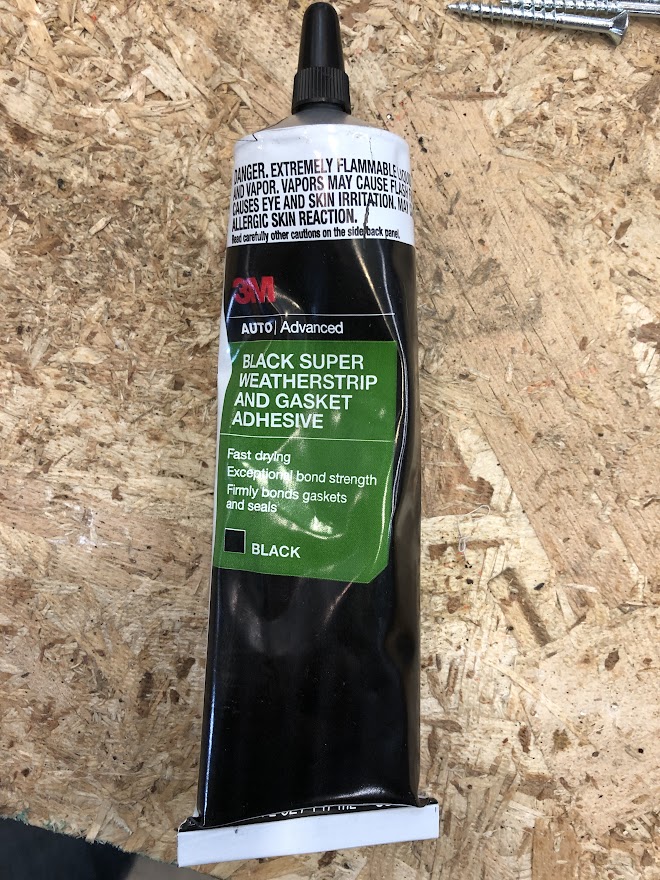 DANGER. EXTREMELY FLAMMABLE
AND VAPOR. VAPORS MAY CAUSE FLASH
CAUSES EYE AND SKIN IRRITATION. MAY
ALLERGIC SKIN REACTION.
Read carefully other cautions on the side/back panel.
3M
AUTO | Advanced
BLACK SUPER
WEATHERSTRIP
AND GASKET
ADHESIVE
Fast drying
Exceptional bond strength
Firmly bonds gaskets
and seals
BLACK